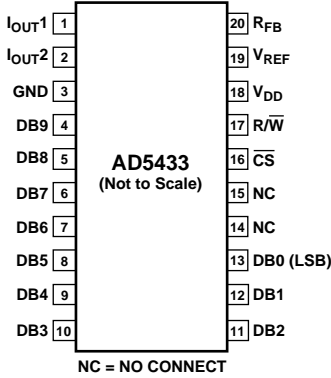 IOUT1 1
IOUT2 2
GND 3
DB9 4
DB8 5
DB7 6
DB6 7
DB5 8
DB4 9
DB3 10
AD5433
(Not to Scale)
20 RFB
19 VREF
18 VDD
17 R/W̅
16 C̅S̅
15 NC
14 NC
13 DB0 (LSB)
12 DB1
11 DB2
NC = NO CONNECT